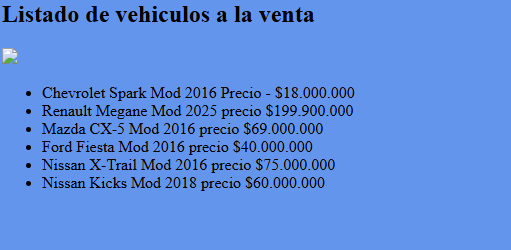 Listado de vehiculos a la venta
Chevrolet Spark Mod 2016 Precio - $18.000.000
Renault Megane Mod 2025 precio $199.900.000
Mazda CX-5 Mod 2016 precio $69.000.000
Ford Fiesta Mod 2016 precio $40.000.000
Nissan X-Trail Mod 2016 precio $75.000.000
Nissan Kicks Mod 2018 precio $60.000.000